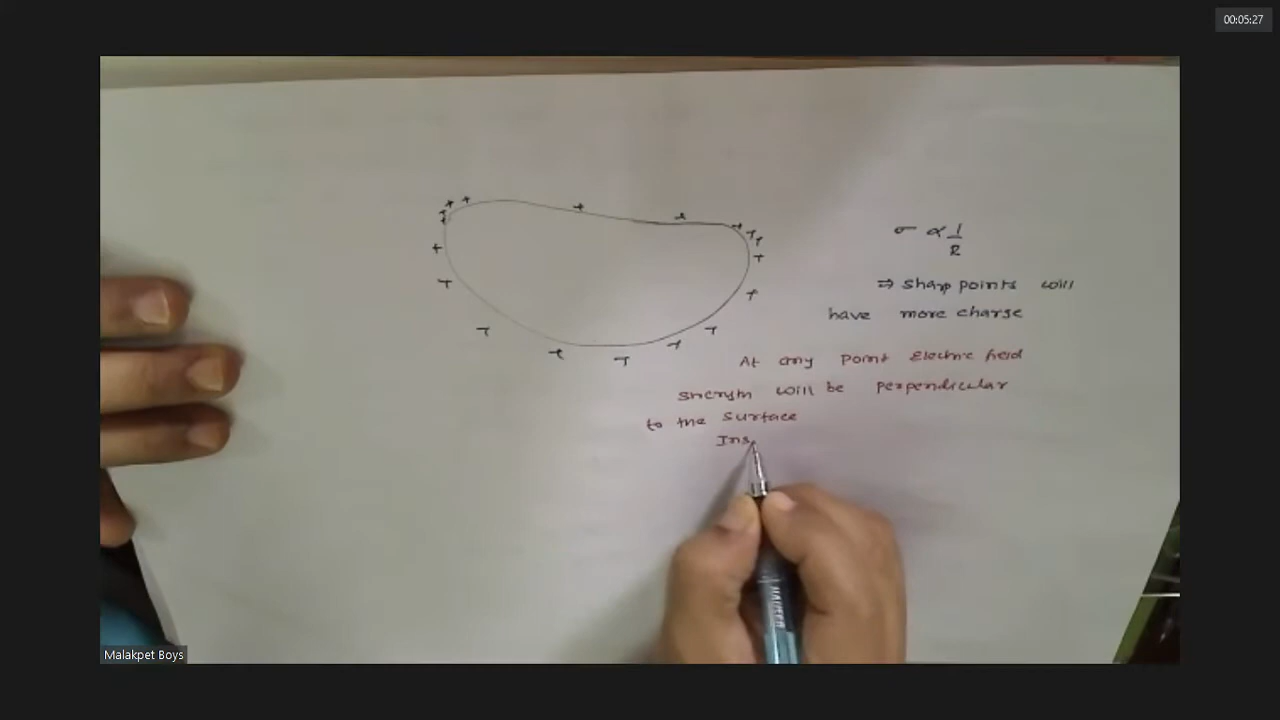 00:05:27
σ ∝ 1/R
⇒ sharp points will
have more charge
At any point Electric field
strength will be perpendicular
to the surface
Ins
HAUSER
Malakpet Boys